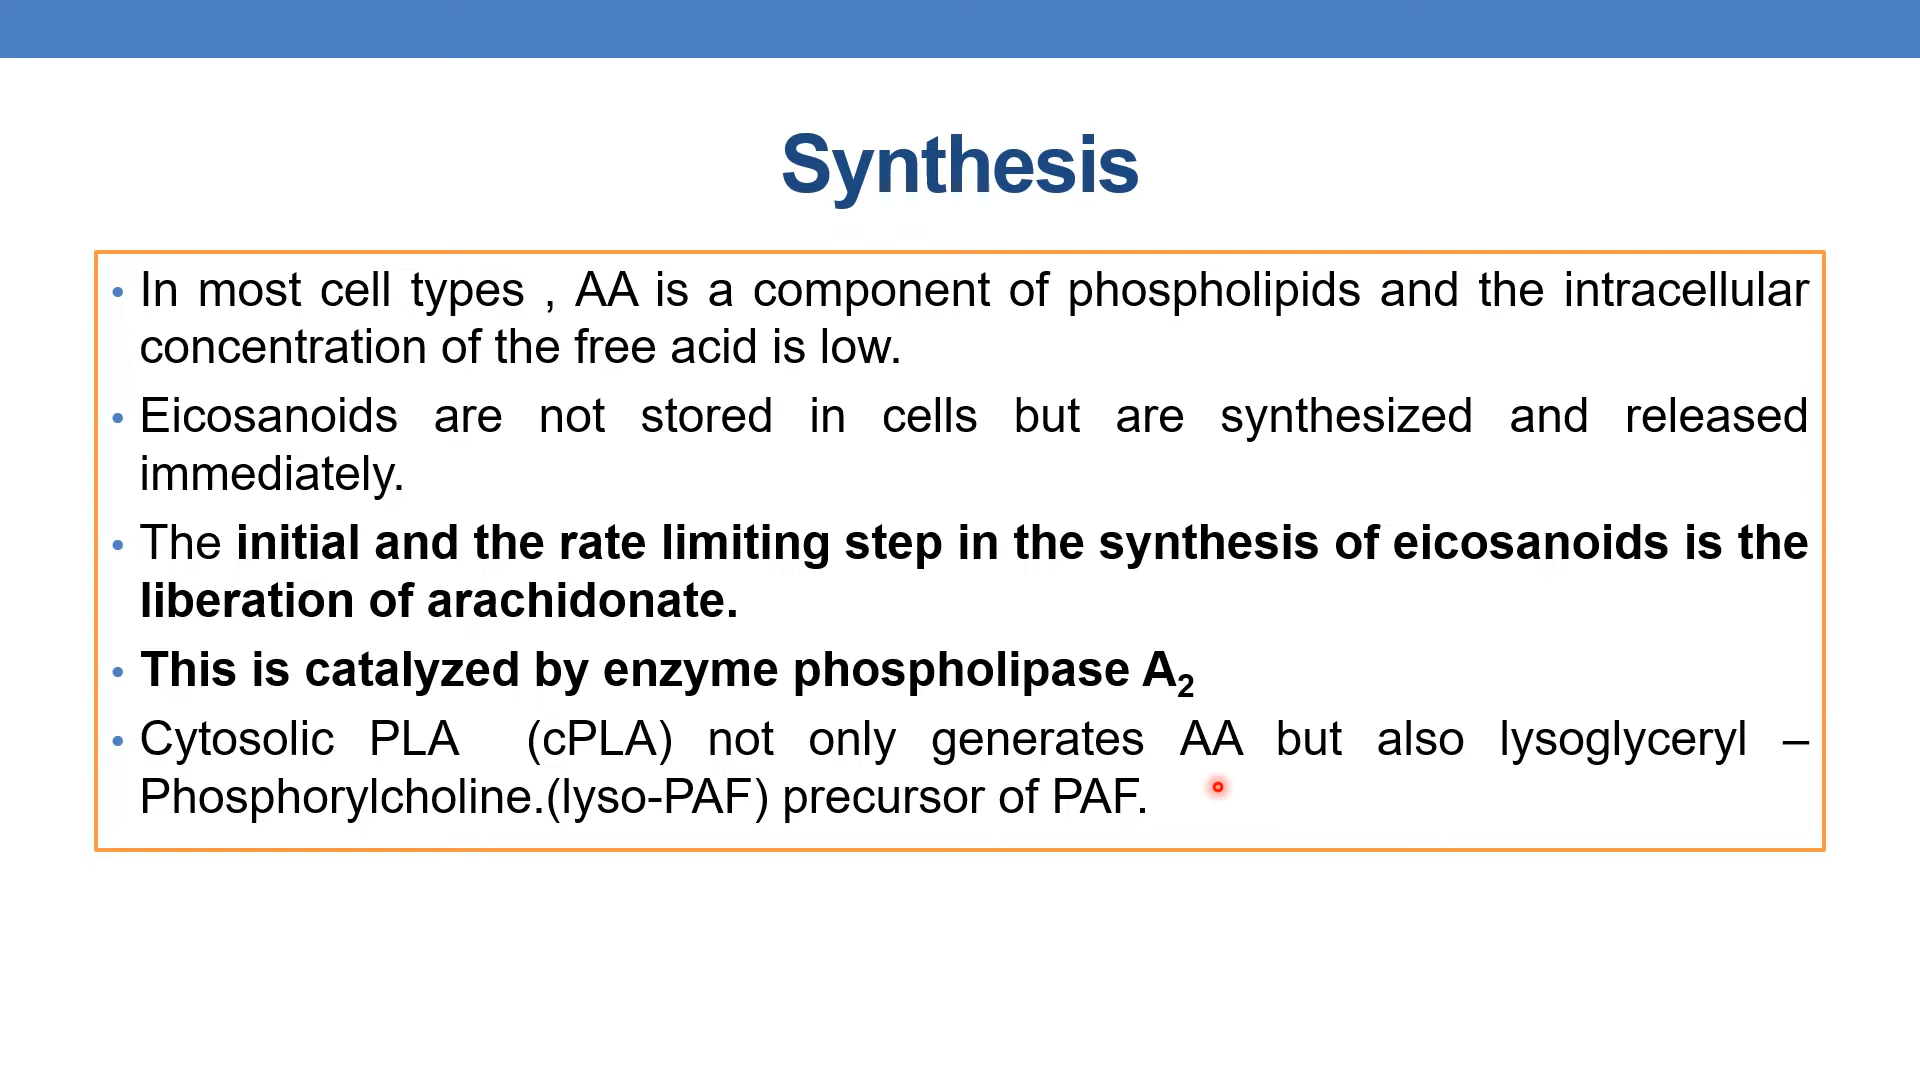 Synthesis
• In most cell types , AA is a component of phospholipids and the intracellular
concentration of the free acid is low.
• Eicosanoids are not stored in cells but are synthesized and released
immediately.
• The initial and the rate limiting step in the synthesis of eicosanoids is the
liberation of arachidonate.
• This is catalyzed by enzyme phospholipase A₂
• Cytosolic PLA (cPLA) not only generates AA but also lysoglyceryl –
Phosphorylcholine.(lyso-PAF) precursor of PAF.